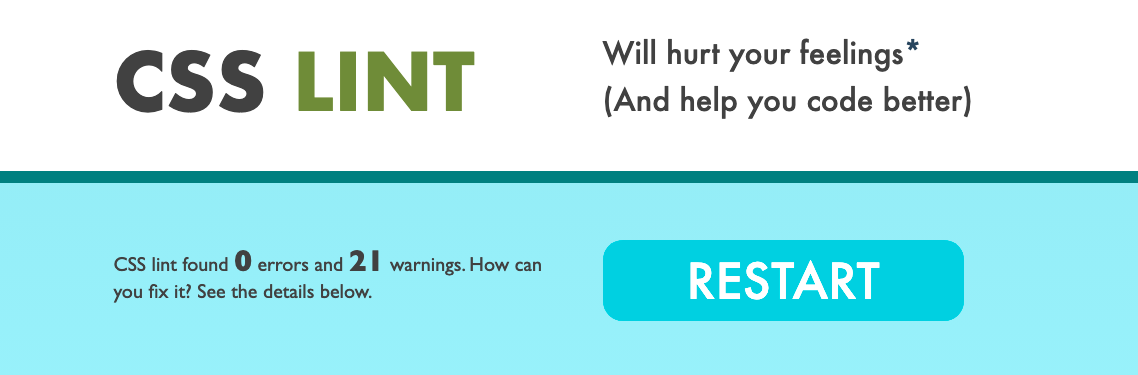 CSS LINT
Will hurt your feelings*
(And help you code better)
CSS lint found 0 errors and 21 warnings. How can
you fix it? See the details below.
RESTART